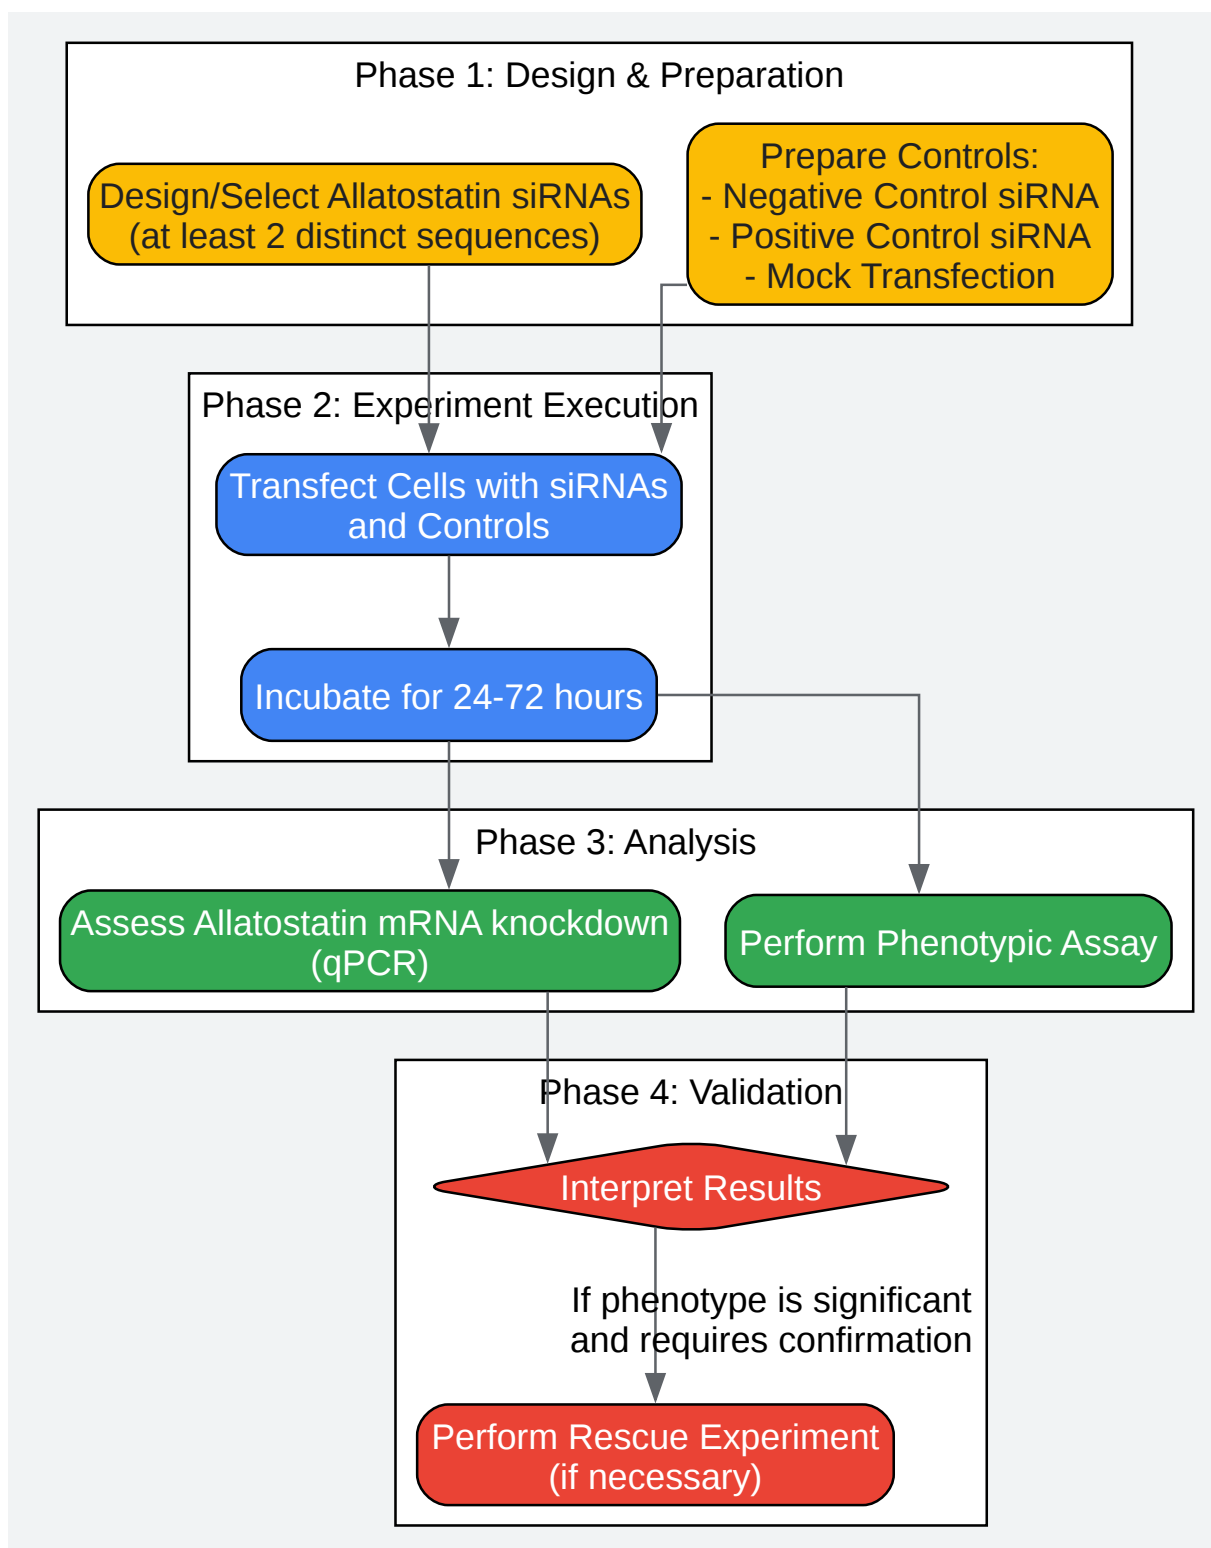 Phase 1: Design & Preparation
Design/Select Allatostatin siRNAs
(at least 2 distinct sequences)
Prepare Controls:
- Negative Control siRNA
- Positive Control siRNA
- Mock Transfection
Phase 2: Experiment Execution
Transfect Cells with siRNAs
and Controls
Incubate for 24-72 hours
Phase 3: Analysis
Assess Allatostatin mRNA knockdown
(qPCR)
Perform Phenotypic Assay
Phase 4: Validation
Interpret Results
If phenotype is significant
and requires confirmation
Perform Rescue Experiment
(if necessary)